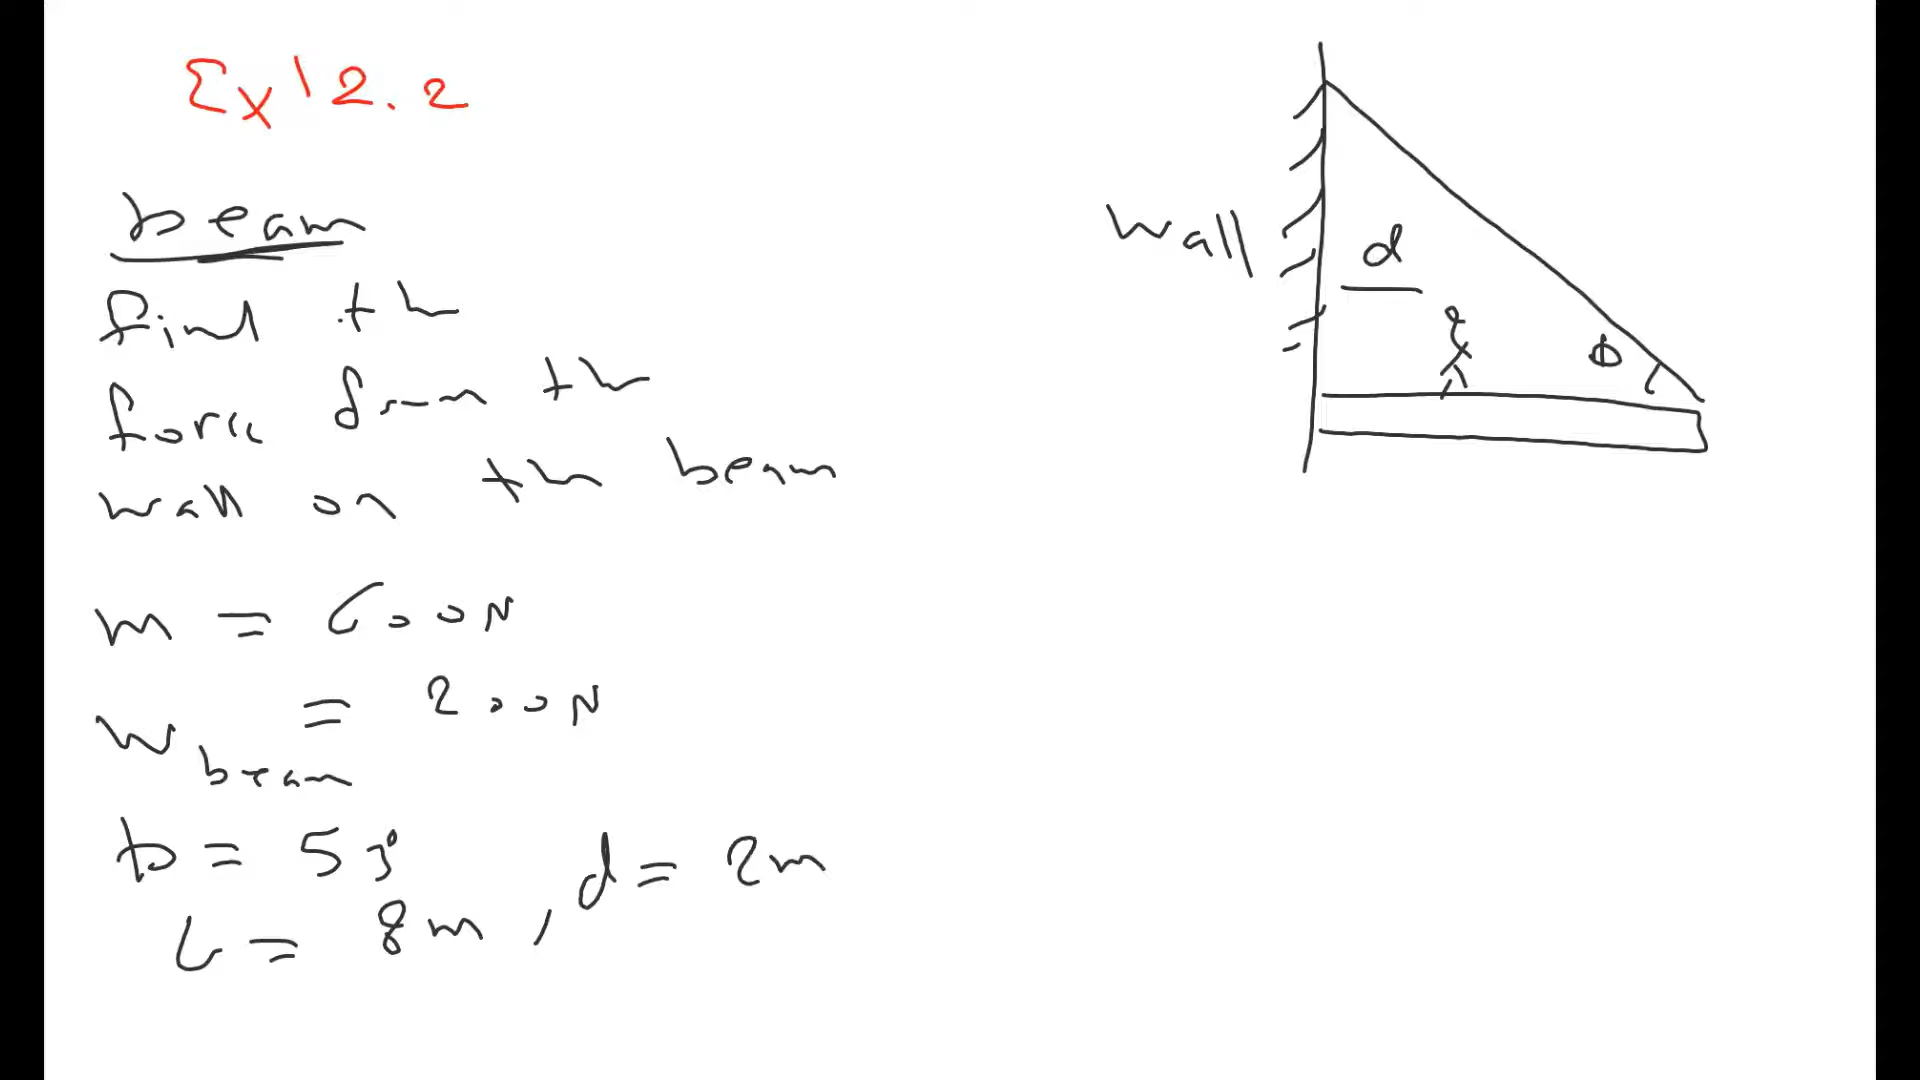 Ex 12.2
beam
find the
force from the
wall on the beam
m = 600N
W beam = 200N
θ = 53°
L = 8m, d = 2m
wall
d
θ